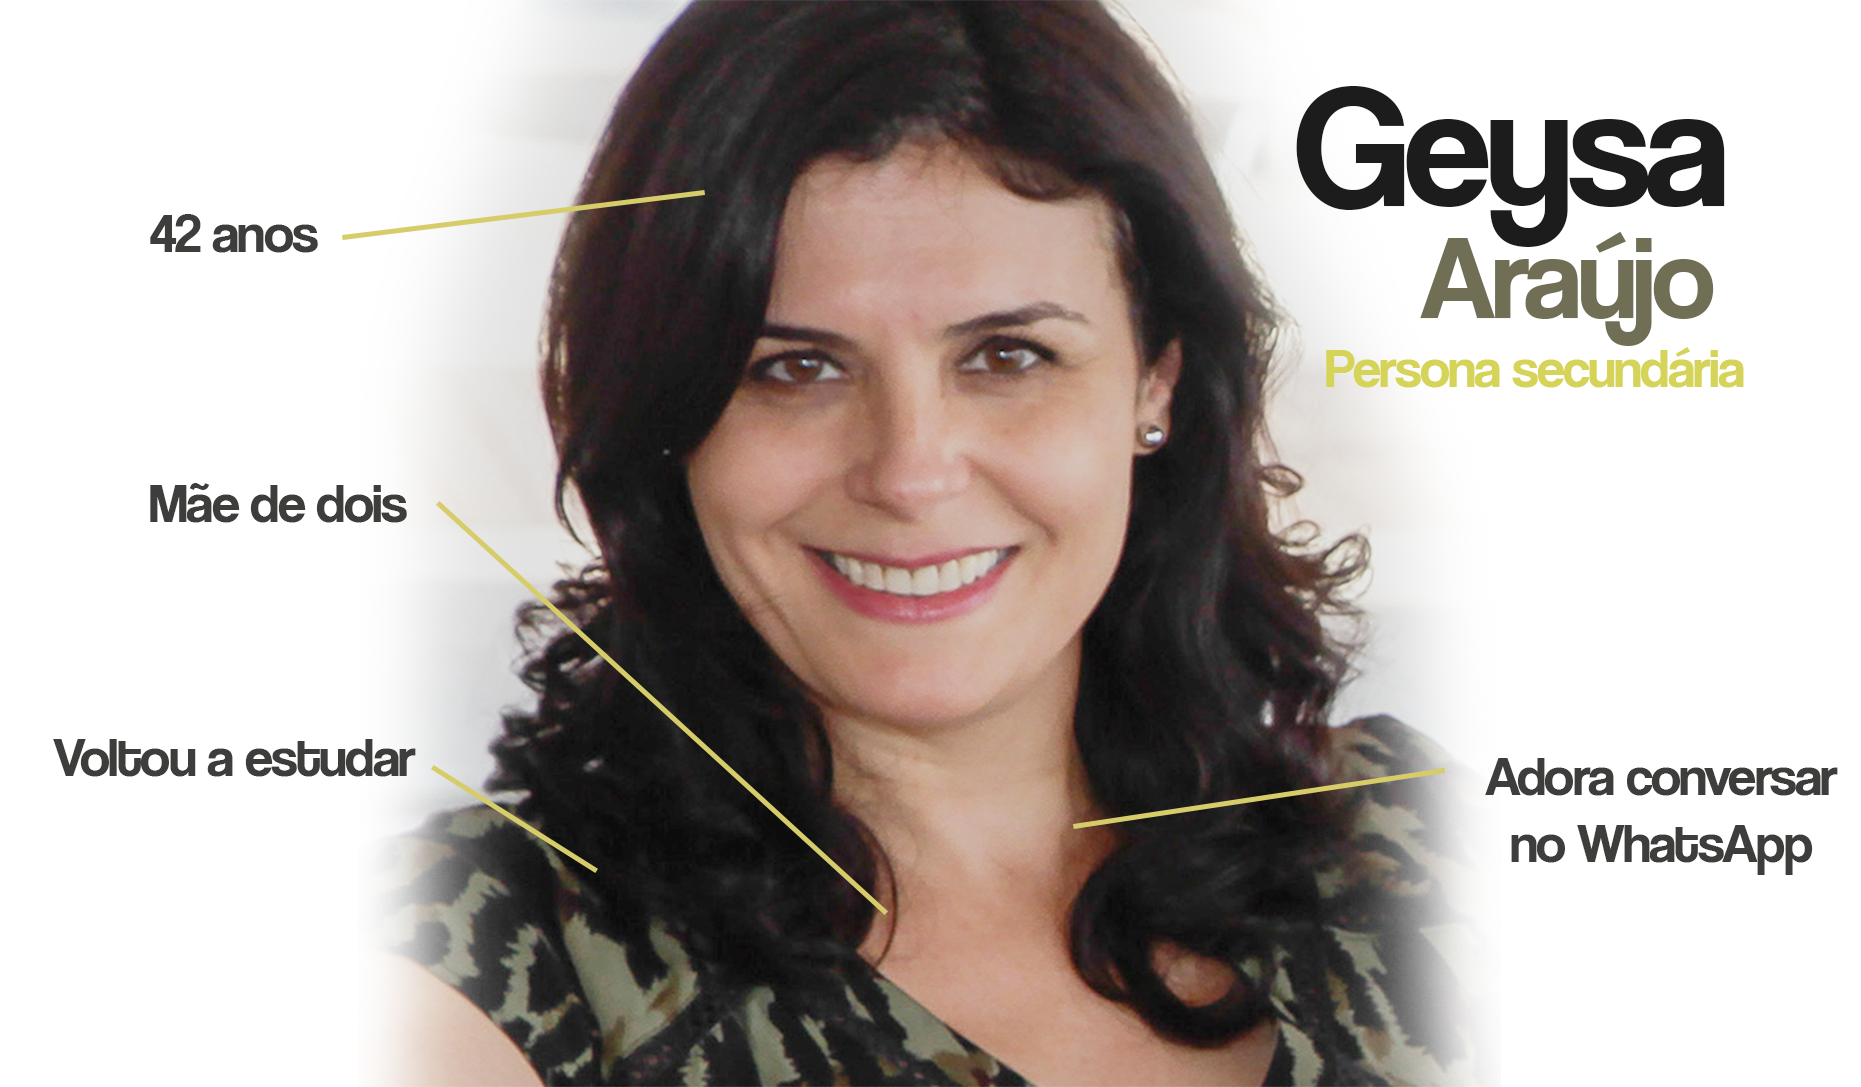 Geysa
Araújo
Persona secundária
42 anos
Mãe de dois
Voltou a estudar
Adora conversar
no WhatsApp